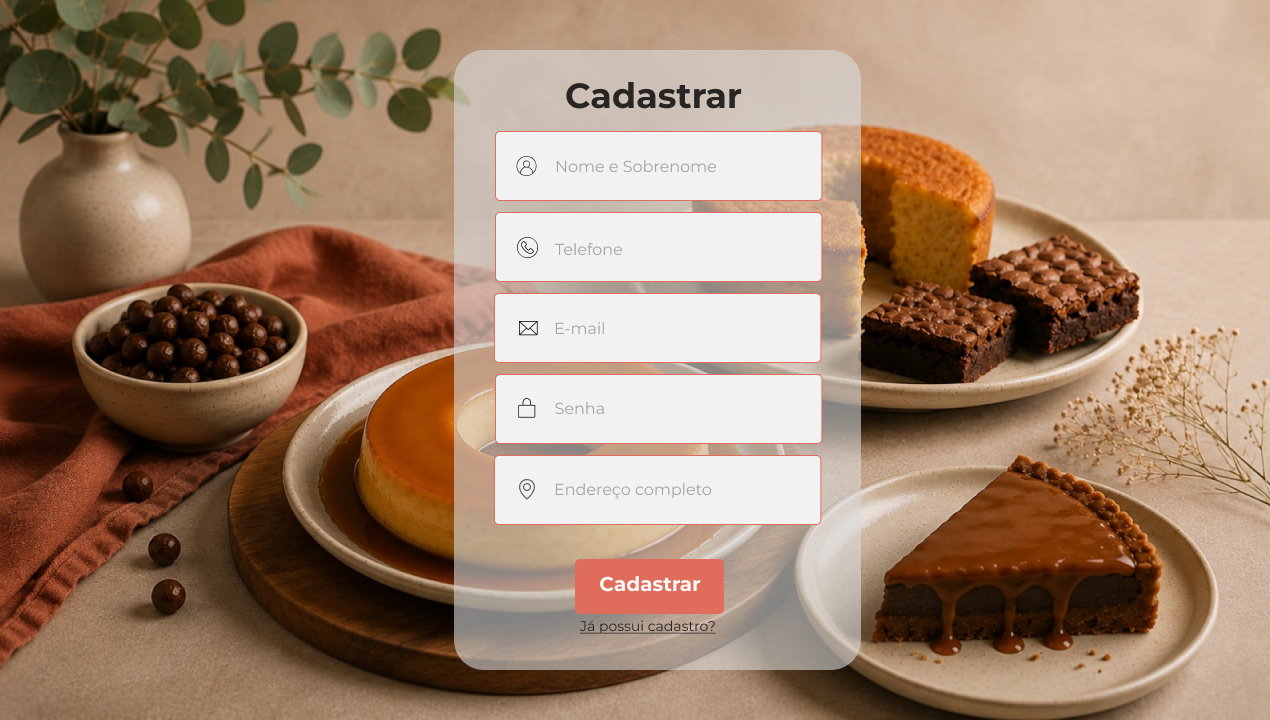 Cadastrar
Nome e Sobrenome
Telefone
E-mail
Senha
Endereço completo
Cadastrar
Já possui cadastro?